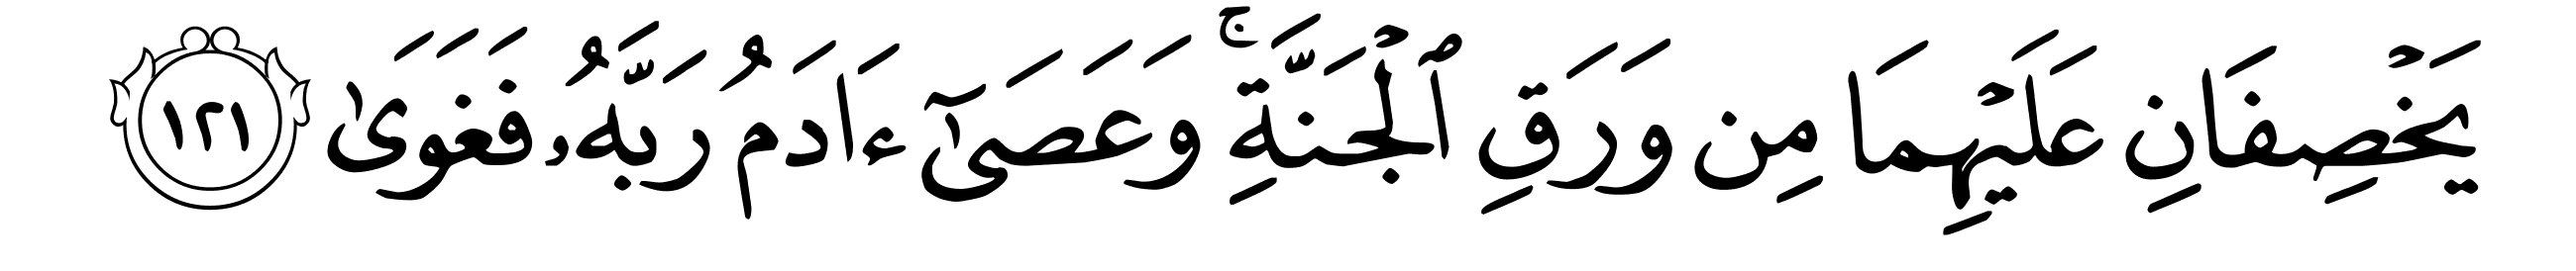 يَخۡصِفَانِ عَلَيۡهِمَا مِن وَرَقِ ٱلۡجَنَّةِۚ وَعَصَىٰٓ ءَادَمُ رَبَّهُۥ فَغَوَىٰ ١٢١